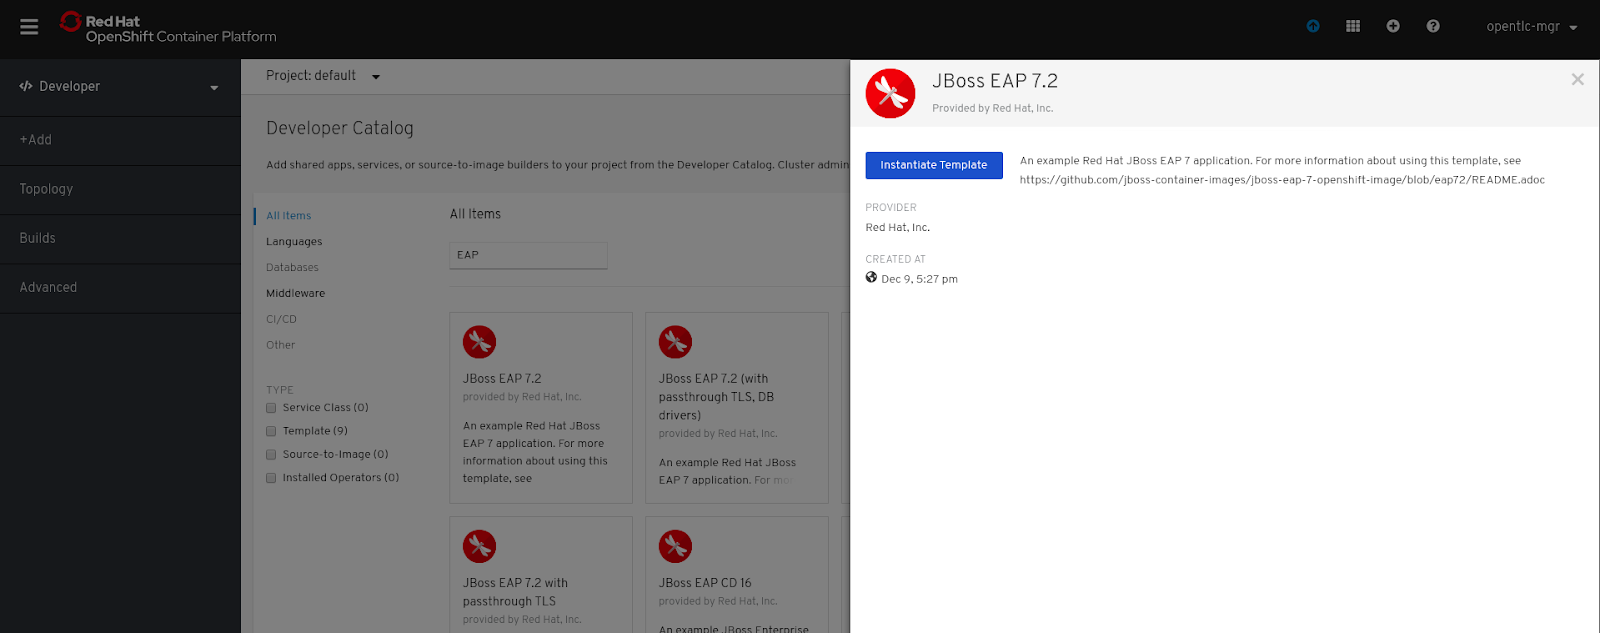 Red Hat
OpenShift Container Platform
opentlc-mgr
Developer
+Add
Topology
Builds
Advanced
Project: default
Developer Catalog
Add shared apps, services, or source-to-image builders to your project from the Developer Catalog. Cluster admin
All Items
Languages
Databases
Middleware
CI/CD
Other
TYPE
Service Class (0)
Template (9)
Source-to-Image (0)
Installed Operators (0)
All Items
EAP
JBoss EAP 7.2
provided by Red Hat, Inc.
An example Red Hat JBoss
EAP 7 application. For more
information about using this
template, see
JBoss EAP 7.2 (with
passthrough TLS, DB
drivers)
provided by Red Hat, Inc.
An example Red Hat JBoss
EAP 7 application. For more
JBoss EAP 7.2 with
passthrough TLS
provided by Red Hat, Inc.
JBoss EAP CD 16
provided by Red Hat, Inc.
An example JBoss Enterprise
JBoss EAP 7.2
Provided by Red Hat, Inc.
Instantiate Template
An example Red Hat JBoss EAP 7 application. For more information about using this template, see
https://github.com/jboss-container-images/jboss-eap-7-openshift-image/blob/eap72/README.adoc
PROVIDER
Red Hat, Inc.
CREATED AT
Dec 9, 5:27 pm